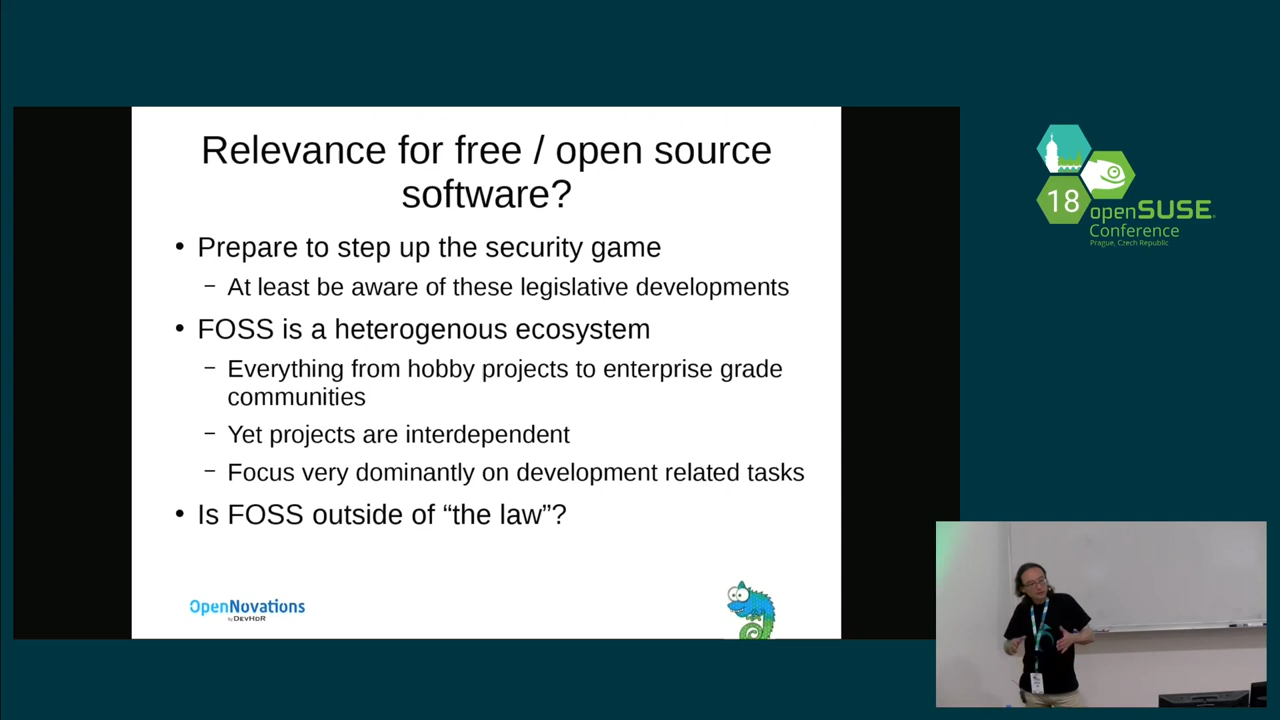 Relevance for free / open source
software?
• Prepare to step up the security game
– At least be aware of these legislative developments
• FOSS is a heterogenous ecosystem
– Everything from hobby projects to enterprise grade
communities
– Yet projects are interdependent
– Focus very dominantly on development related tasks
• Is FOSS outside of “the law”?
OpenNovations
by DEVHDR
18
openSUSE
Conference
Prague, Czech Republic